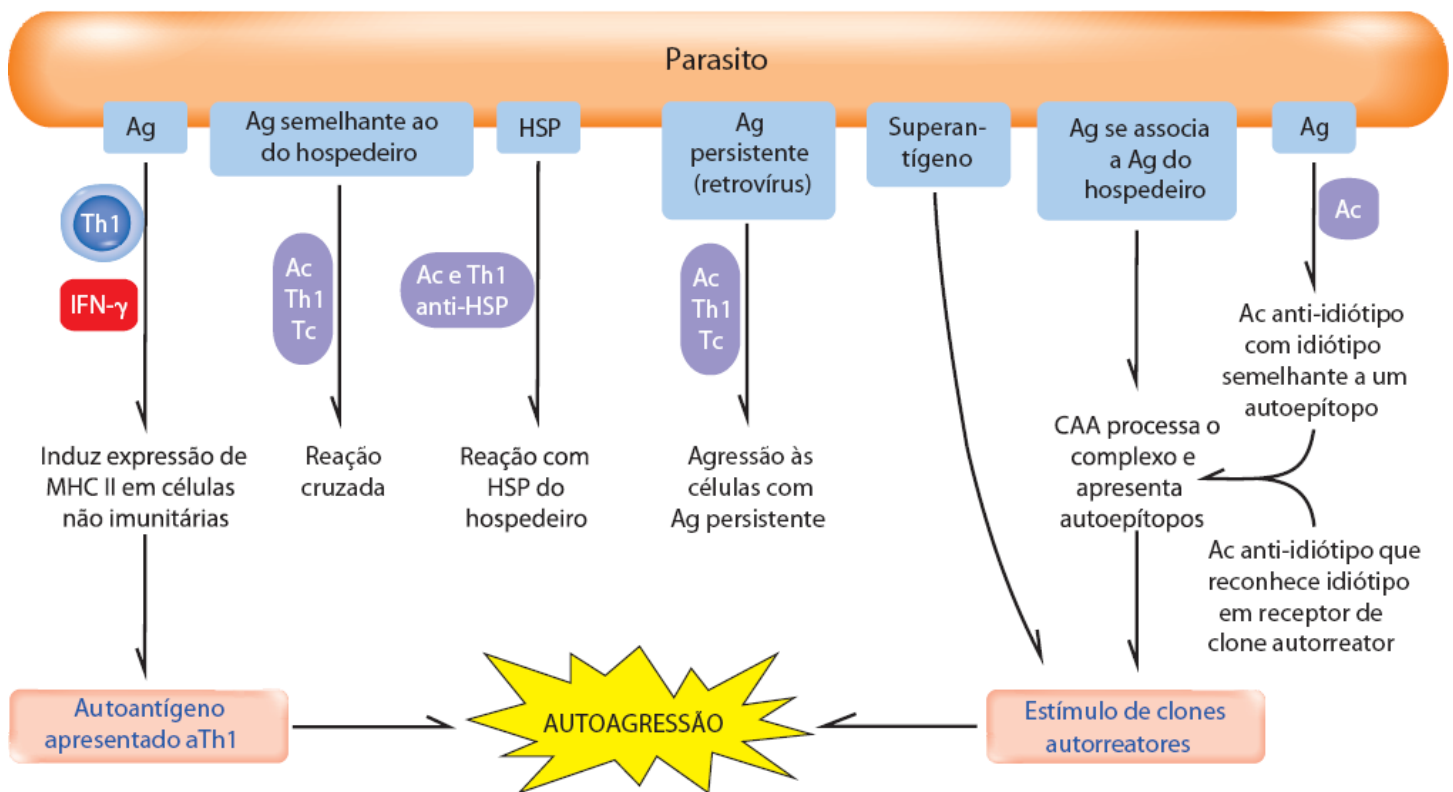 Parasito
Ag
Ag semelhante ao
do hospedeiro
HSP
Ag
persistente
(retrovírus)
Superan-
tígeno
Ag se associa
a Ag do
hospedeiro
Ag
Th1
IFN-γ
Ac
Th1
Tc
Ac e Th1
anti-HSP
Ac
Th1
Tc
Ac
Induz expressão de
MHC II em células
não imunitárias
Reação
cruzada
Reação com
HSP do
hospedeiro
Agressão às
células com
Ag persistente
CAA processa o
complexo e
apresenta
autoepítopos
Ac anti-idiótipo
com idiótipo
semelhante a um
autoepítopo
Ac anti-idiótipo que
reconhece idiótipo
em receptor de
clone autorreator
Autoantígeno
apresentado aTh1
AUTOAGRESSÃO
Estímulo de clones
autorreatores